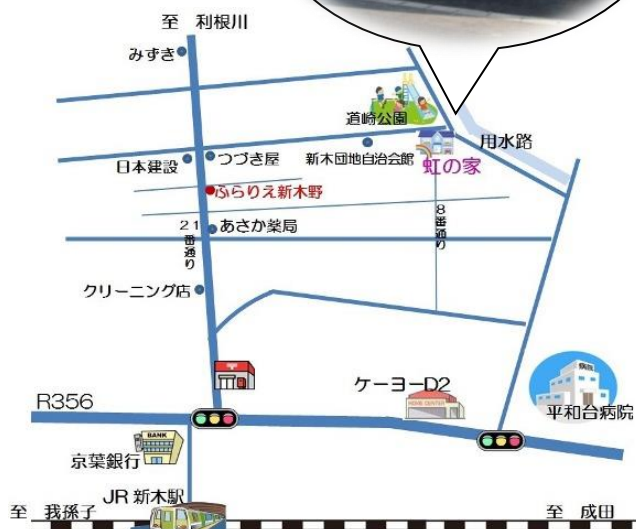 至 利根川
みずき
道崎公園
用水路
日本建設
つづき屋
新木団地自治会館
虹の家
ふらりえ新木野
21番通り
あさか薬局
8番通り
クリーニング店
ケーヨーD2
HOME CENTER
病院
平和台病院
R356
BANK
京葉銀行
JR 新木駅
至 我孫子
至 成田